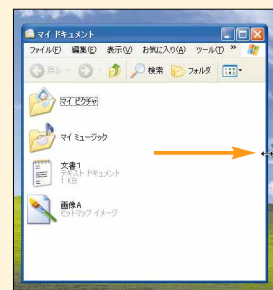 マイ ドキュメント
ファイル(F) 編集(E) 表示(V) お気に入り(A) ツール(T) »
戻る 検索 フォルダ
マイ ピクチャ
マイ ミュージック
文書1
テキスト ドキュメント
1 KB
画像A
ビットマップ イメージ